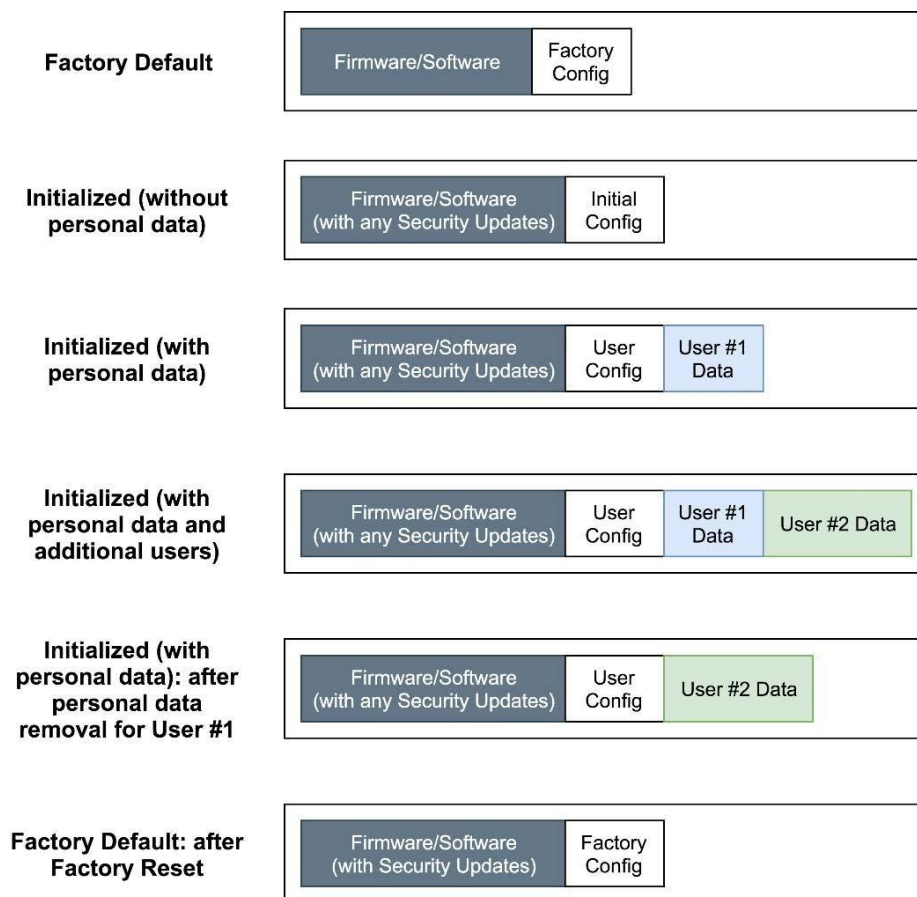 Factory Default
Firmware/Software
Factory
Config
Initialized (without
personal data)
Firmware/Software
(with any Security Updates)
Initial
Config
Initialized (with
personal data)
Firmware/Software
(with any Security Updates)
User
Config
User #1
Data
Initialized (with
personal data and
additional users)
Firmware/Software
(with any Security Updates)
User
Config
User #1
Data
User #2 Data
Initialized (with
personal data): after
personal data
removal for User #1
Firmware/Software
(with any Security Updates)
User
Config
User #2 Data
Factory Default: after
Factory Reset
Firmware/Software
(with Security Updates)
Factory
Config